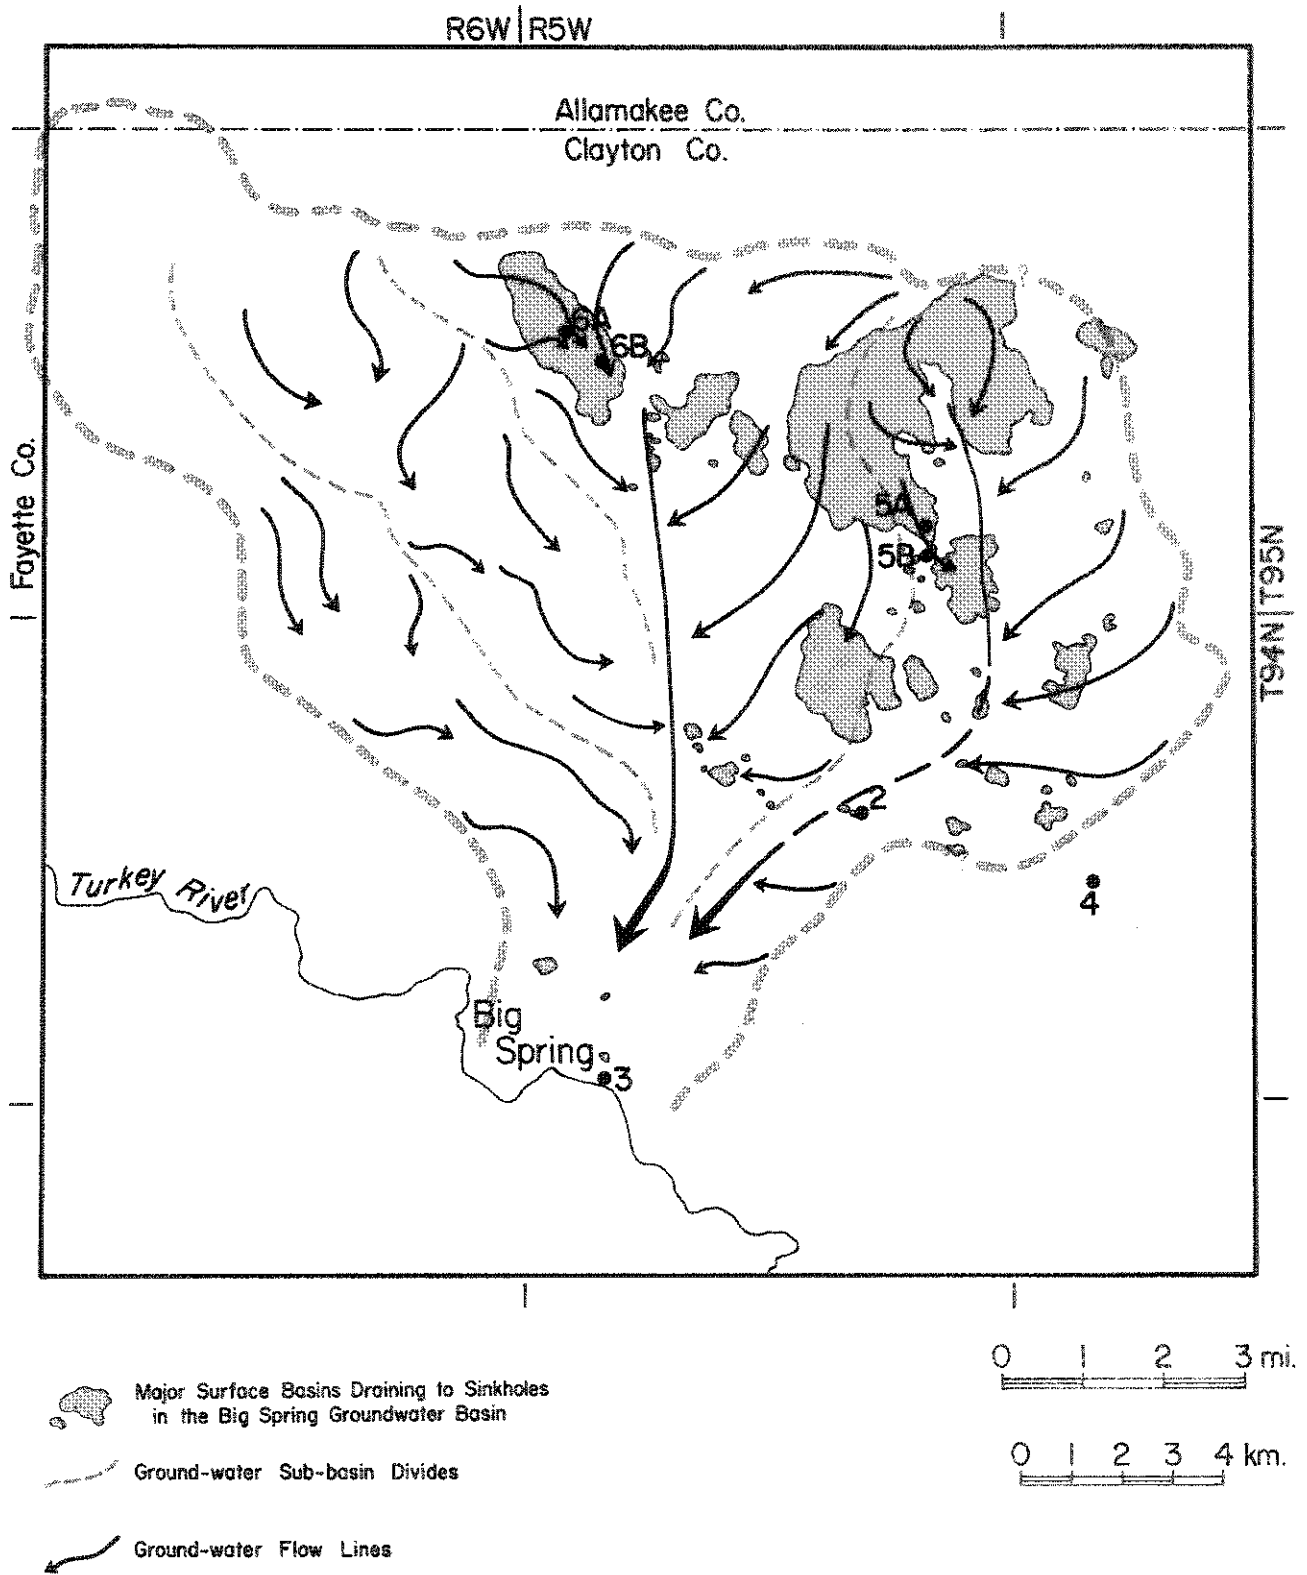 R6W | R5W
Allamakee Co.
Clayton Co.
6A
6B
5A
5B
Fayette Co.
T94N | T95N
2
4
Turkey River
Big
Spring
3
0 1 2 3 mi.
Major Surface Basins Draining to Sinkholes
in the Big Spring Groundwater Basin
0 1 2 3 4 km.
Ground-water Sub-basin Divides
Ground-water Flow Lines
?